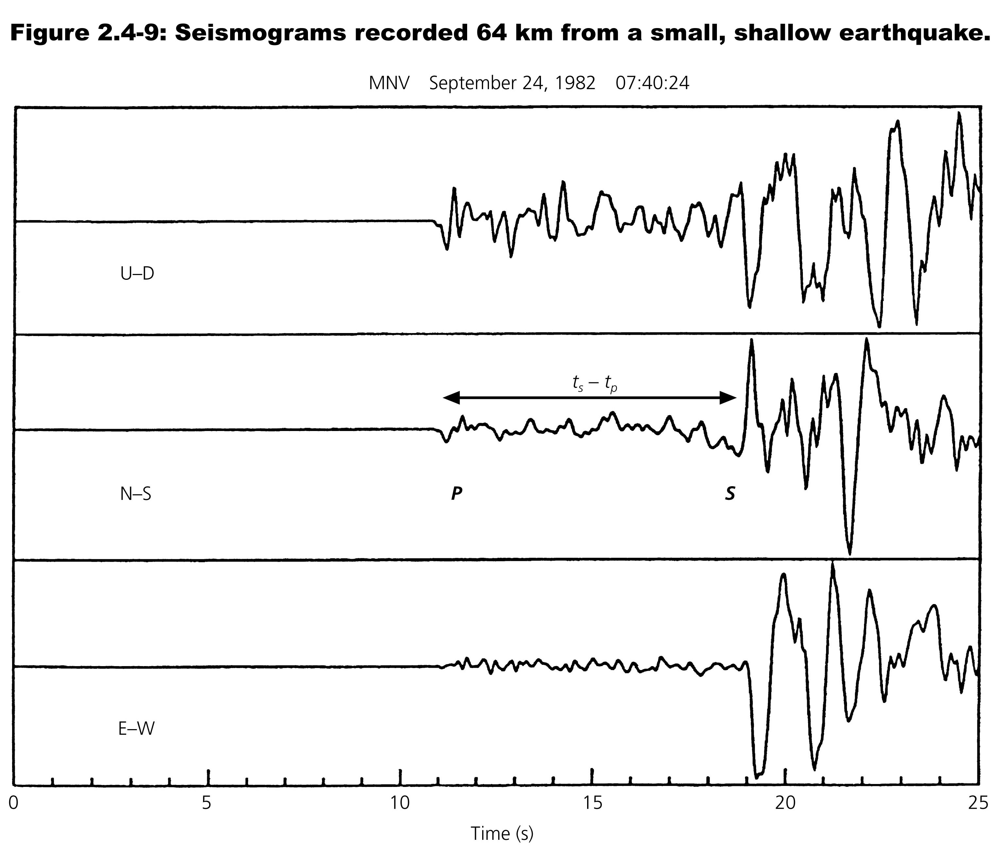 Figure 2.4-9: Seismograms recorded 64 km from a small, shallow earthquake.
MNV September 24, 1982 07:40:24
U–D
ts – tp
N–S
P
S
E–W
0 5 10 15 20 25
Time (s)